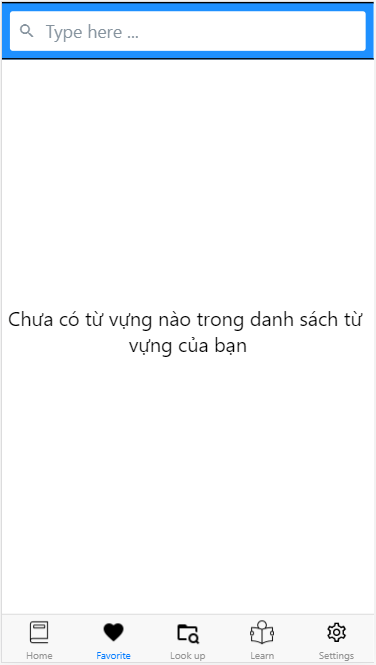 Type here ...
Chưa có từ vựng nào trong danh sách từ
vựng của bạn
Home
Favorite
Look up
Learn
Settings